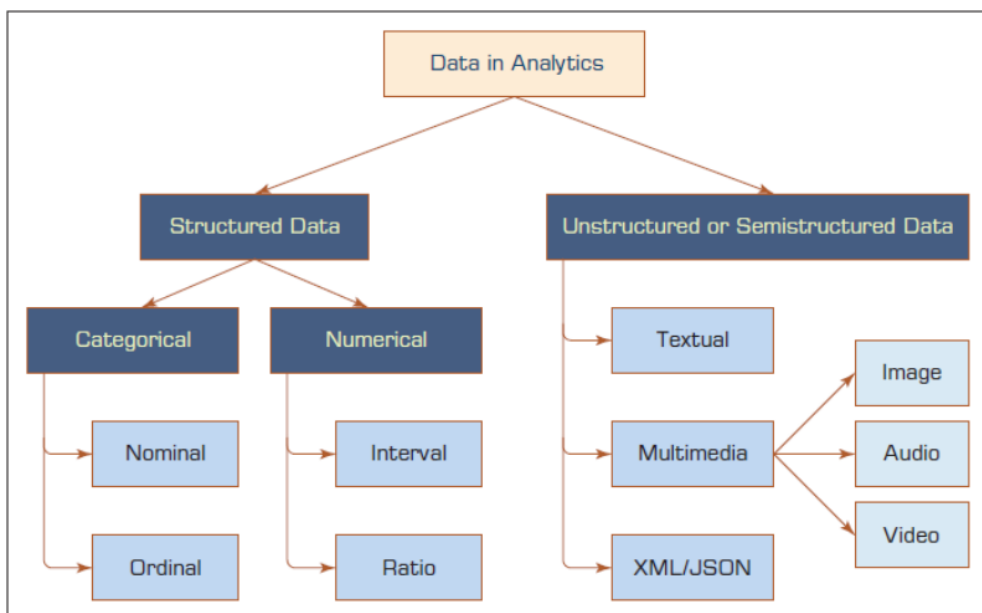 Data in Analytics
Structured Data
Unstructured or Semistructured Data
Categorical
Numerical
Textual
Image
Nominal
Interval
Multimedia
Audio
Ordinal
Ratio
XML/JSON
Video